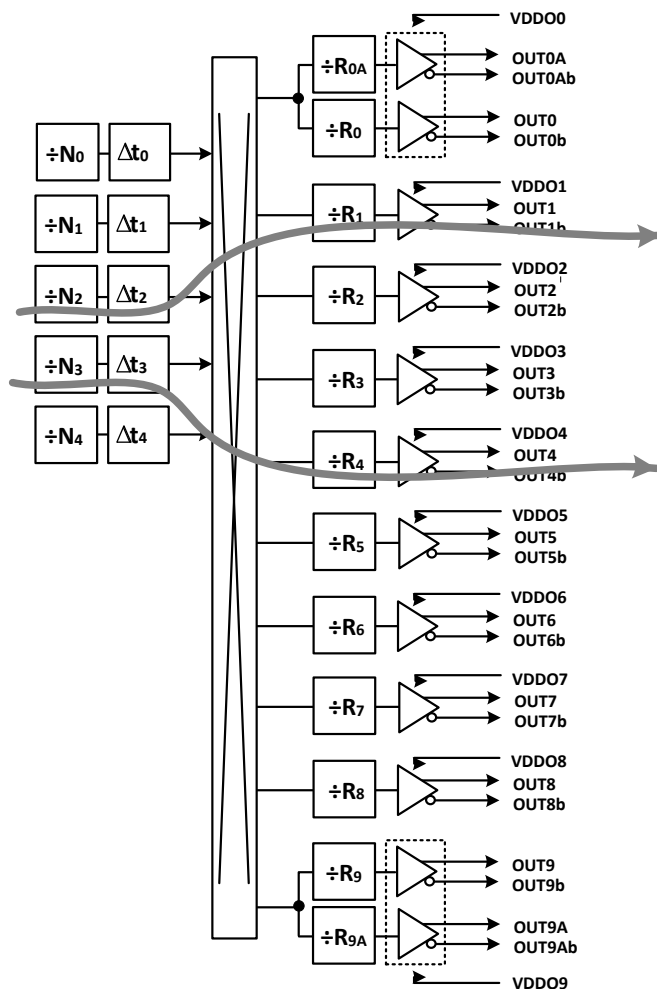 VDDO0
÷R0A
OUT0A
OUT0Ab
÷R0
OUT0
OUT0b
÷N0 Δt0
VDDO1
÷R1
OUT1
OUT1b
÷N1 Δt1
VDDO2
÷N2 Δt2
÷R2
OUT2
OUT2b
÷N3 Δt3
VDDO3
÷R3
OUT3
OUT3b
÷N4 Δt4
VDDO4
÷R4
OUT4
OUT4b
VDDO5
÷R5
OUT5
OUT5b
VDDO6
÷R6
OUT6
OUT6b
VDDO7
÷R7
OUT7
OUT7b
VDDO8
÷R8
OUT8
OUT8b
÷R9
OUT9
OUT9b
÷R9A
OUT9A
OUT9Ab
VDDO9